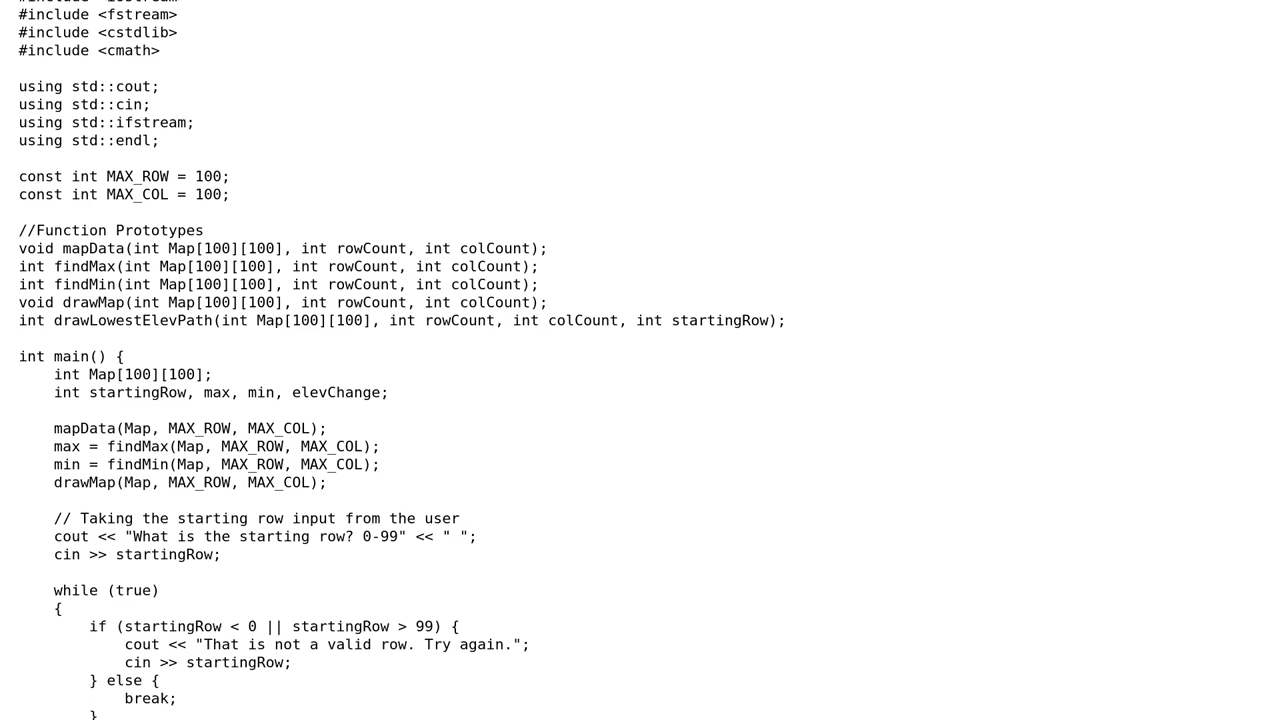 #include <fstream>
#include <cstdlib>
#include <cmath>

using std::cout;
using std::cin;
using std::ifstream;
using std::endl;

const int MAX_ROW = 100;
const int MAX_COL = 100;

//Function Prototypes
void mapData(int Map[100][100], int rowCount, int colCount);
int findMax(int Map[100][100], int rowCount, int colCount);
int findMin(int Map[100][100], int rowCount, int colCount);
void drawMap(int Map[100][100], int rowCount, int colCount);
int drawLowestElevPath(int Map[100][100], int rowCount, int colCount, int startingRow);

int main() {
    int Map[100][100];
    int startingRow, max, min, elevChange;

    mapData(Map, MAX_ROW, MAX_COL);
    max = findMax(Map, MAX_ROW, MAX_COL);
    min = findMin(Map, MAX_ROW, MAX_COL);
    drawMap(Map, MAX_ROW, MAX_COL);

    // Taking the starting row input from the user
    cout << "What is the starting row? 0-99" << " ";
    cin >> startingRow;

    while (true)
    {
        if (startingRow < 0 || startingRow > 99) {
            cout << "That is not a valid row. Try again.";
            cin >> startingRow;
        } else {
            break;
        }